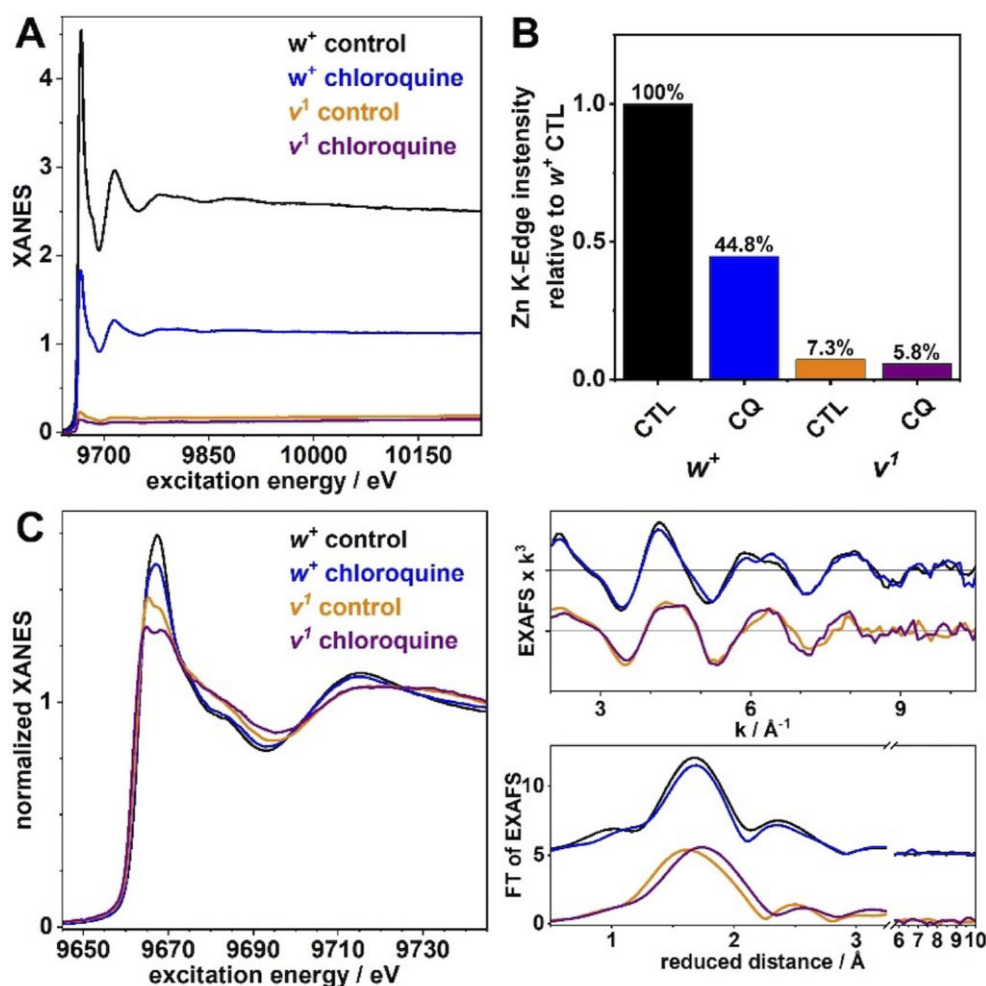 A
w+ control
w+ chloroquine
v1 control
v1 chloroquine
XANES
4
3
2
1
0
9700 9850 10000 10150
excitation energy / eV
B
Zn K-Edge instensity
relative to w+ CTL
1.0
0.5
0.0
100%
44.8%
7.3%
5.8%
CTL CQ CTL CQ
w+ v1
C
w+ control
w+ chloroquine
v1 control
v1 chloroquine
normalized XANES
1
0
9650 9670 9690 9710 9730
excitation energy / eV
EXAFS x k3
3 6 9
k / Å-1
FT of EXAFS
10
5
0
1 2 3 6 7 8 9 10
reduced distance / Å